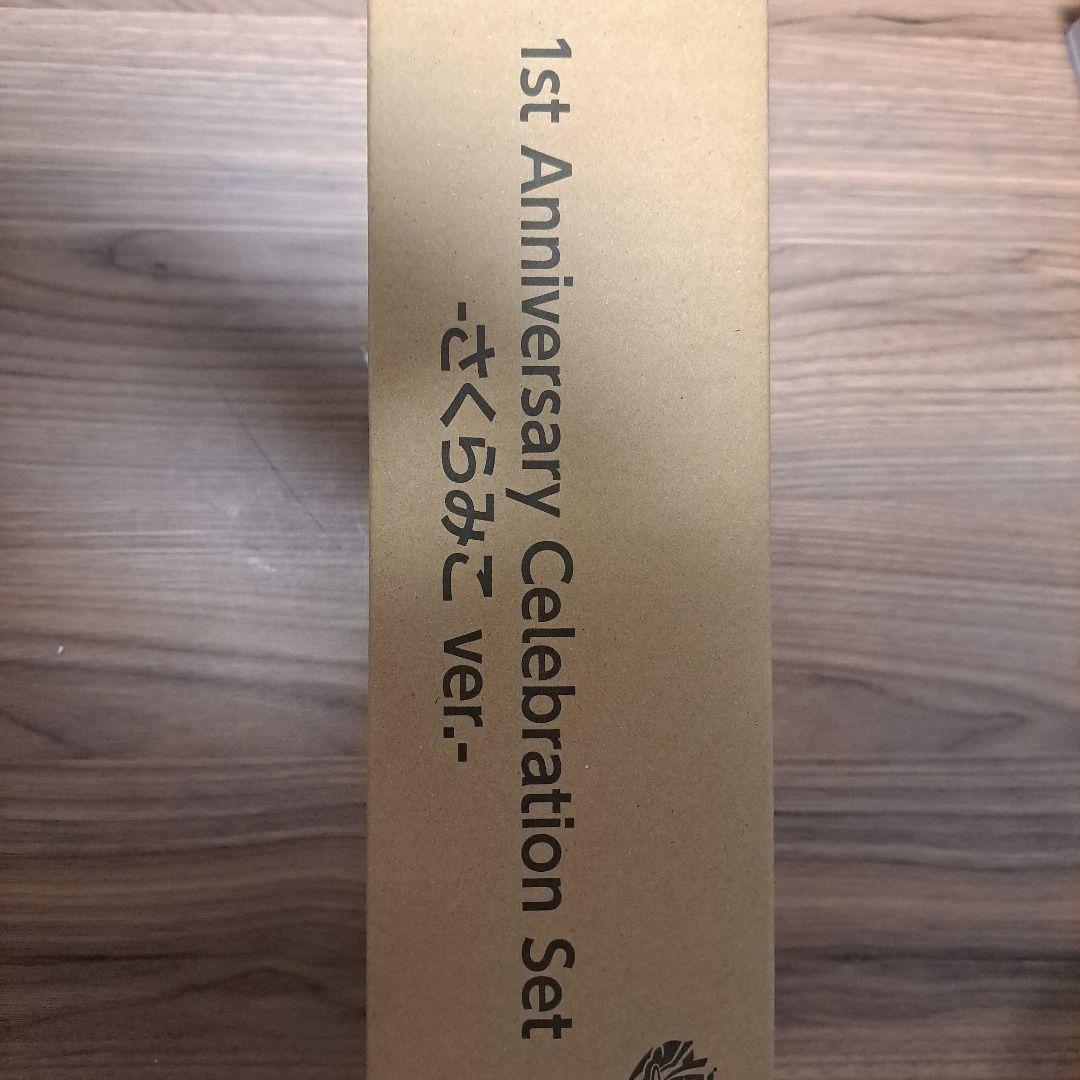 1st Anniversary Celebration Set
-さくらみこ ver.-